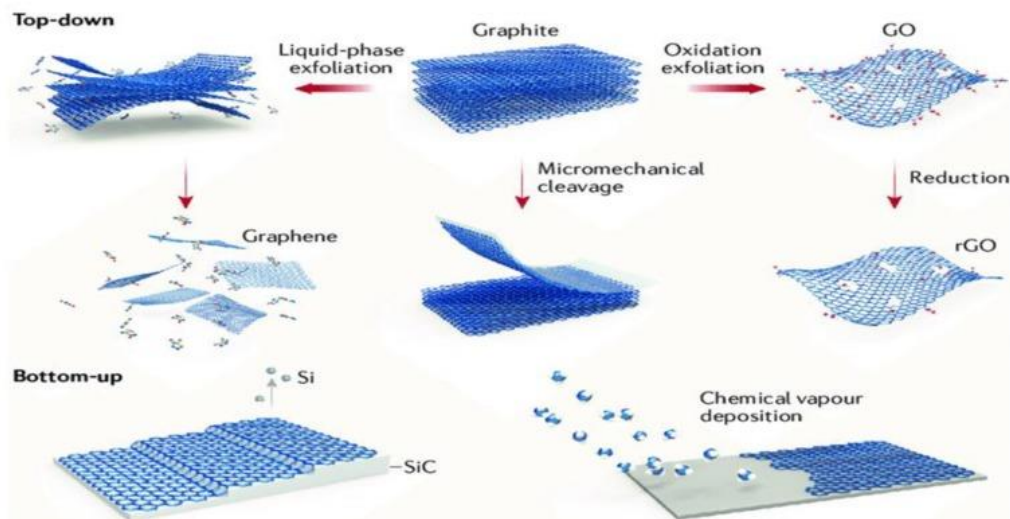 Top-down
Liquid-phase
exfoliation
Graphite
Oxidation
exfoliation
GO
Micromechanical
cleavage
Reduction
Graphene
rGO
Bottom-up
Si
SiC
Chemical vapour
deposition